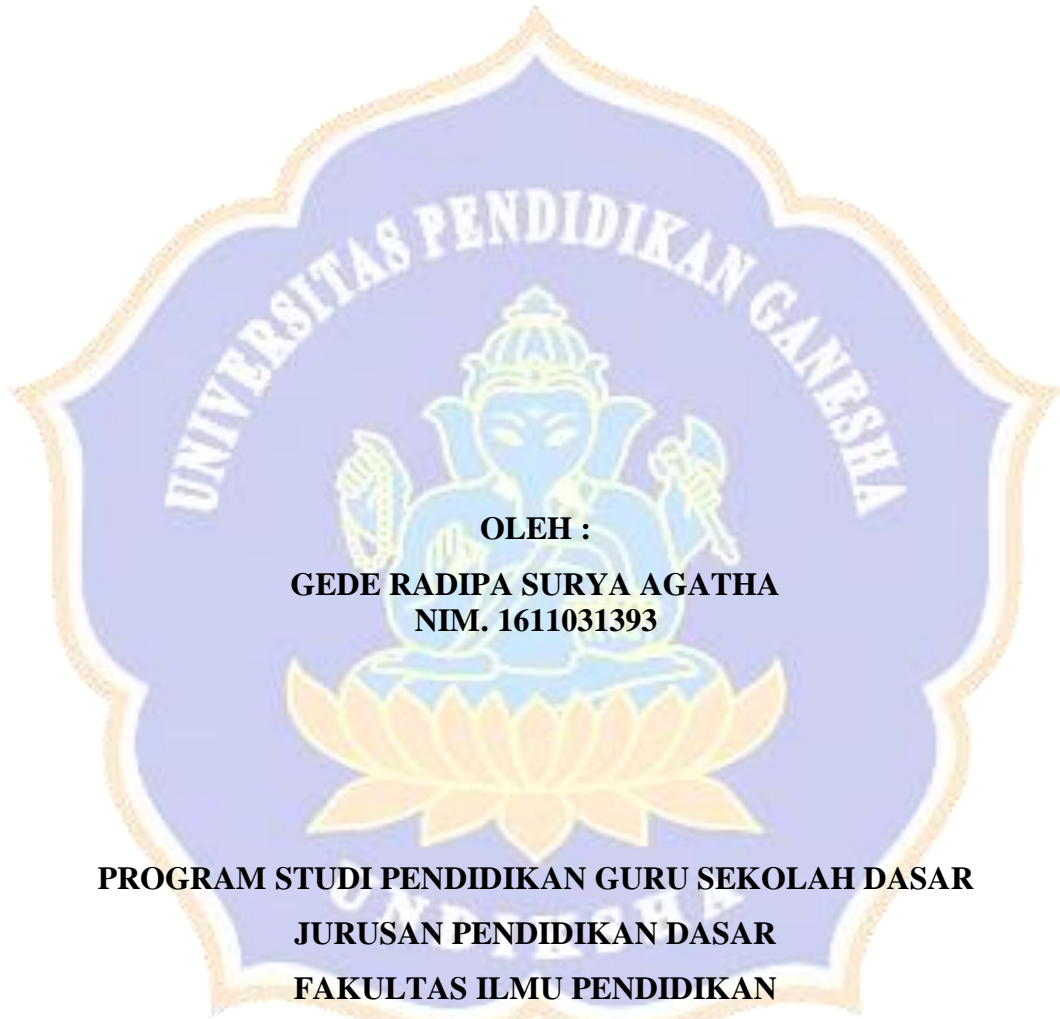 UNIVERSITAS PENDIDIKAN GANESHA
OLEH :
GEDE RADIPA SURYA AGATHA
NIM. 1611031393
PROGRAM STUDI PENDIDIKAN GURU SEKOLAH DASAR
UNDIKSHA
JURUSAN PENDIDIKAN DASAR
FAKULTAS ILMU PENDIDIKAN